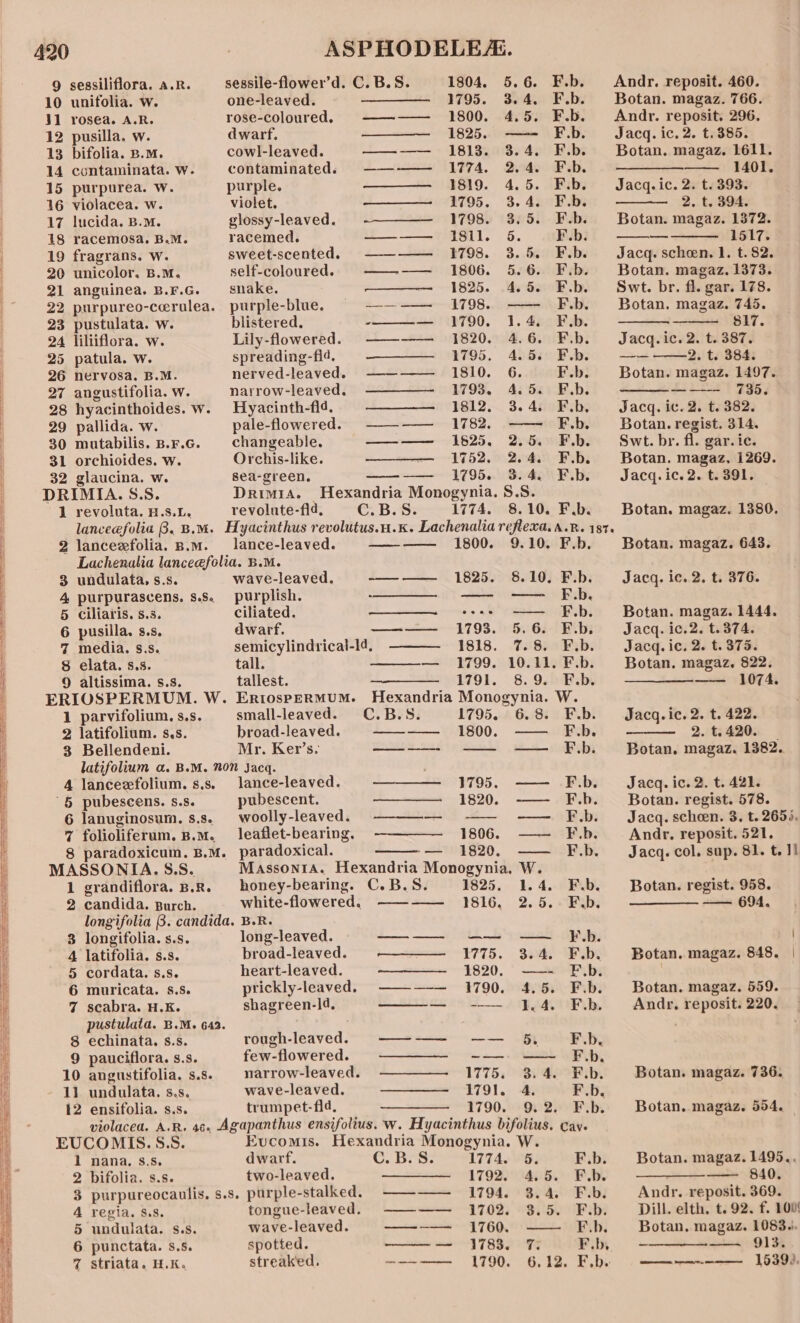 420 ASPHODELEÆ.
9 sessiliflora. A.R. sessile-flower'd. C.B.S. 1804. 5.6. F.b. Andr. reposit. 460.
10 unifolia. W. one-leaved. ——— 1795. 3.4. F.b. Botan. magaz. 766.
11 rosea. A.R. rose-coloured. —— —— 1800. 4.5. F.b. Andr. reposit. 296.
12 pusilla. W. dwarf. ——— 1825. —— F.b. Jacq. ic. 2. t. 385.
13 bifolia. B.M. cowl-leaved. —— —— 1813. 3.4. F.b. Botan. magaz. 1611.
14 contaminata. W. contaminated. —— —— 1774. 2.4. F.b. ——— —— 1401.
15 purpurea. W. purple. ——— 1819. 4.5. F.b. Jacq. ic. 2. t. 393.
16 violacea. W. violet. ——— 1795. 3.4. F.b. —— 2. t. 394.
17 lucida. B.M. glossy-leaved. ——— 1798. 3.5. F.b. Botan. magaz. 1372.
18 racemosa. B.M. racemed. —— —— 1811. 5. F.b. —— —— 1517.
19 fragrans. W. sweet-scented. —— —— 1798. 3.5. F.b. Jacq. schœn. 1. t. 82.
20 unicolor. B.M. self-coloured. —— —— 1806. 5.6. F.b. Botan. magaz. 1373.
21 anguinea. B.F.G. snake. ——— 1825. 4.5. F.b. Swt. br. fl. gar. 178.
22 purpureo-cœrulea. purple-blue. —— —— 1798. —— F.b. Botan. magaz. 745.
23 pustulata. W. blistered. ——— — 1790. 1.4. F.b. —— —— 817.
24 liliiflora. W. Lily-flowered. —— —— 1820. 4.6. F.b. Jacq. ic. 2. t. 387.
25 patula. W. spreading-fld. ——— 1795. 4.5. F.b. —— ——2. t. 384.
26 nervosa. B.M. nerved-leaved. —— —— 1810. 6. F.b. Botan. magaz. 1497.
27 angustifolia. W. narrow-leaved. ——— 1793. 4.5. F.b. ——— —— 735.
28 hyacinthoides. W. Hyacinth-fld. ——— 1812. 3.4. F.b. Jacq. ic. 2. t. 382.
29 pallida. W. pale-flowered. —— —— 1782. —— F.b. Botan. regist. 314.
30 mutabilis. B.F.G. changeable. —— —— 1825. 2.5. F.b. Swt. br. fl. gar. ic.
31 orchioides. W. Orchis-like. ——— 1752. 2.4. F.b. Botan. magaz. 1269.
32 glaucina. W. sea-green. —— —— 1795. 3.4. F.b. Jacq. ic. 2. t. 391.
DRIMIA. S.S. DRIMIA. Hexandria Monogynia. S.S.
1 revoluta. H.S.L. revolute-fld. C.B.S. 1774. 8.10. F.b. Botan. magaz. 1380.
lanceæfolia β. B.M. Hyacinthus revolutus. H.K. Lachenalia reflexa. A.R. 187.
2 lanceæfolia. B.M. lance-leaved. —— —— 1800. 9.10. F.b. Botan. magaz. 643.
Lachenalia lanceæfolia. B.M.
3 undulata. S.S. wave-leaved. —— —— 1825. 8.10. F.b. Jacq. ic. 2. t. 376.
4 purpurascens. S.S. purplish. ——— —— —— F.b.
5 ciliaris. S.S. ciliated. ——— .... —— F.b. Botan. magaz. 1444.
6 pusilla. S.S. dwarf. —— —— 1793. 5.6. F.b. Jacq. ic.2. t. 374.
7 media. S.S. semicylindrical-ld. —— 1818. 7.8. F.b. Jacq. ic. 2. t. 375.
8 elata. S.S. tall. ——— — 1799. 10.11. F.b. Botan. magaz. 822.
9 altissima. S.S. tallest. ——— 1791. 8.9. F.b. ——— —— 1074.
ERIOSPERMUM. W. ERIOSPERMUM. Hexandria Monogynia. W.
1 parvifolium. S.S. small-leaved. C.B.S. 1795. 6.8. F.b. Jacq. ic. 2. t. 422.
2 latifolium. S.S. broad-leaved. —— —— 1800. —— F.b. —— 2. t. 420.
3 Bellendeni. Mr. Ker's. —— —— —— —— F.b. Botan. magaz. 1382.
latifolium α. B.M. non Jacq.
4 lanceæfolium. S.S. lance-leaved. ——— 1795. —— F.b. Jacq. ic. 2. t. 421.
5 pubescens. S.S. pubescent. ——— 1820. —— F.b. Botan. regist. 578.
6 lanuginosum. S.S. woolly-leaved. ——— —— —— F.b. Jacq. schœn. 3. t. 265.
7 folioliferum. B.M. leaflet-bearing. ——— 1806. —— F.b. Andr. reposit. 521.
8 paradoxicum. B.M. paradoxical. —— — 1820. —— F.b. Jacq. col. sup. 81. t. 1
MASSONIA. S.S. MASSONIA. Hexandria Monogynia. W.
1 grandiflora. B.R. honey-bearing. C.B.S. 1825. 1.4. F.b. Botan. regist. 958.
2 candida. Burch. white-flowered. —— —— 1816. 2.5. F.b. ——— —— 694.
longifolia β. candida. B.R.
3 longifolia. S.S. long-leaved. —— —— —— —— F.b.
4 latifolia. S.S. broad-leaved. ——— 1775. 3.4. F.b. Botan. magaz. 848.
5 cordata. S.S. heart-leaved. ——— 1820. —— F.b.
6 muricata. S.S. prickly-leaved. —— —— 1790. 4.5. F.b. Botan. magaz. 559.
7 scabra. H.K. shagreen-ld. ——— — —— 1.4. F.b. Andr. reposit. 220.
pustulata. B.M. 642.
8 echinata. S.S. rough-leaved. —— —— —— 5. F.b.
9 pauciflora. S.S. few-flowered. ——— —— —— F.b.
10 angustifolia. S.S. narrow-leaved. ——— 1775. 3.4. F.b. Botan. magaz. 736.
11 undulata. S.S. wave-leaved. ——— 1791. 4. F.b.
12 ensifolia. S.S. trumpet-fld. ——— 1790. 9.2. F.b. Botan. magaz. 554.
violacea. A.R. 46. Agapanthus ensifolius. W. Hyacinthus bifolius. Cav.
EUCOMIS. S.S. EUCOMIS. Hexandria Monogynia. W.
1 nana. S.S. dwarf. C.B.S. 1774. 5. F.b. Botan. magaz. 1495.
2 bifolia. S.S. two-leaved. ——— 1792. 4.5. F.b. ——— —— 840.
3 purpureocaulis. S.S. purple-stalked. —— —— 1794. 3.4. F.b. Andr. reposit. 369.
4 regia. S.S. tongue-leaved. —— —— 1702. 3.5. F.b. Dill. elth. t. 92. f. 10
5 undulata. S.S. wave-leaved. —— —— 1760. —— F.b. Botan. magaz. 1083.
6 punctata. S.S. spotted. —— — 1783. 7. F.b. ——— —— 913.
7 striata. H.K. streaked. —— —— 1790. 6.12. F.b. ——— —— 1539.